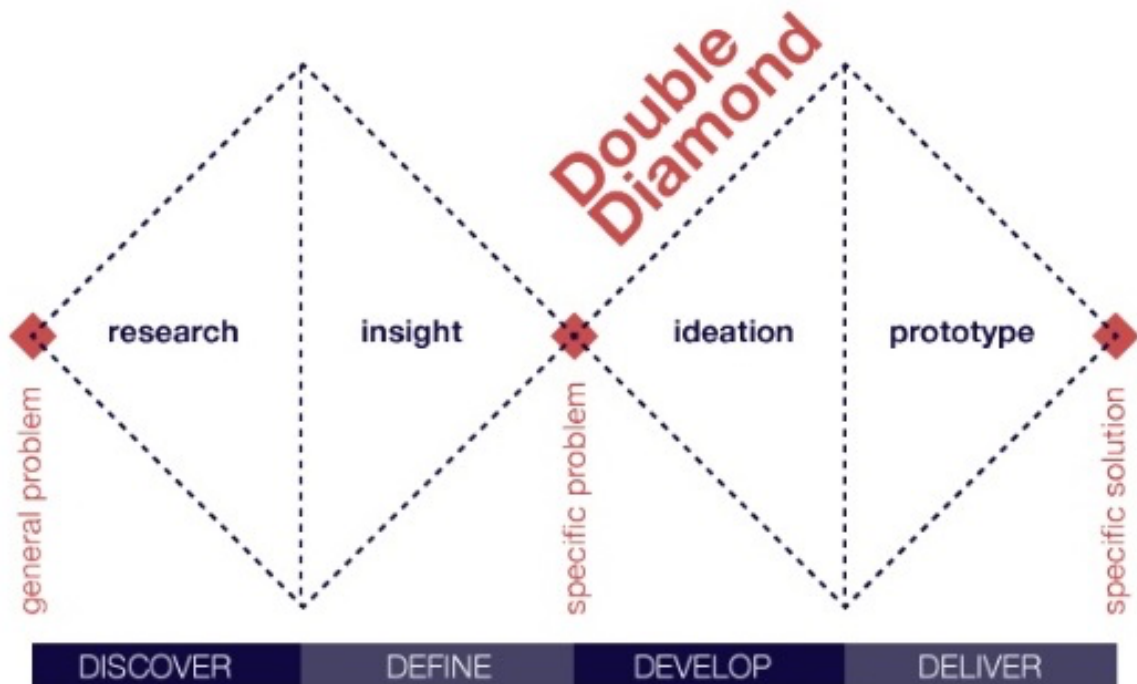 Double
Diamond
research
insight
ideation
prototype
general problem
specific problem
specific solution
DISCOVER
DEFINE
DEVELOP
DELIVER